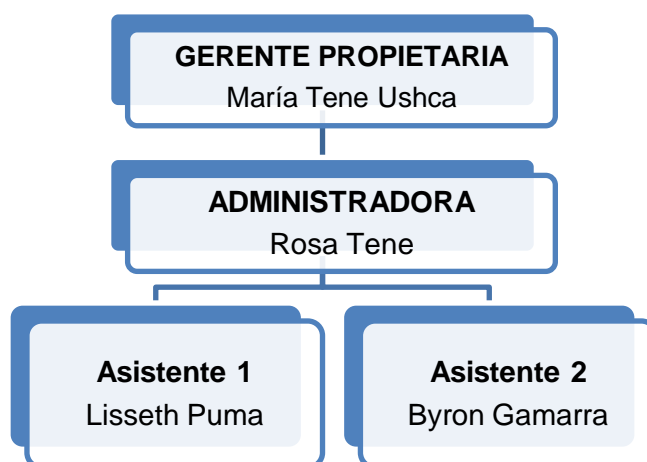 GERENTE PROPIETARIA
María Tene Ushca
ADMINISTRADORA
Rosa Tene
Asistente 1
Lisseth Puma
Asistente 2
Byron Gamarra